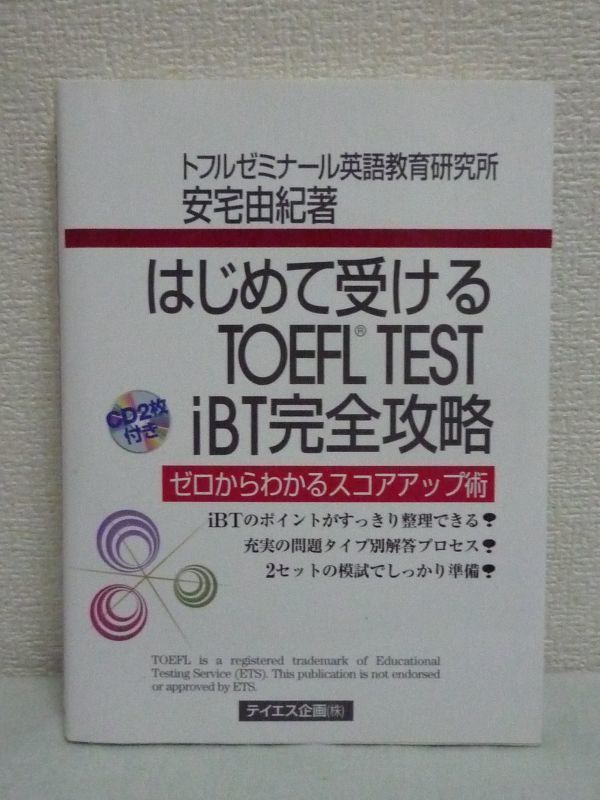 トフルゼミナール英語教育研究所
安宅由紀著
はじめて受ける
TOEFL® TEST
iBT完全攻略
CD2枚
付き
ゼロからわかるスコアアップ術
iBTのポイントがすっきり整理できる！
充実の問題タイプ別解答プロセス！
2セットの模試でしっかり準備！
TOEFL is a registered trademark of Educational
Testing Service (ETS). This publication is not endorsed
or approved by ETS.
テイエス企画(株)